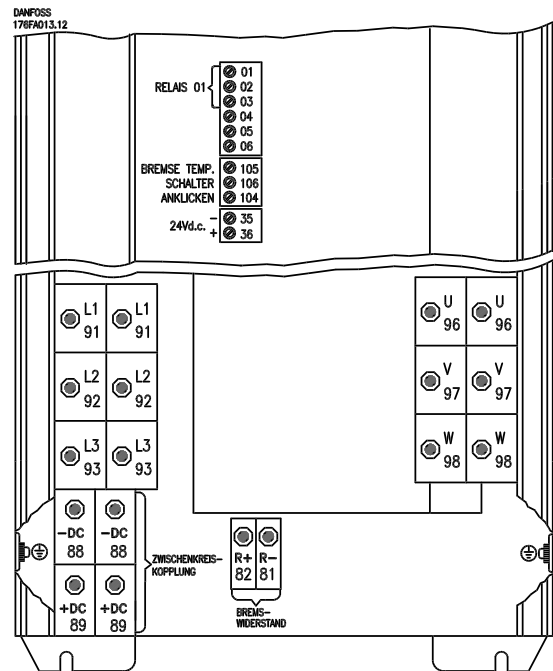 DANFOSS
176FA013.12
RELAIS 01
01
02
03
04
05
06
BREMSE TEMP. 105
SCHALTER 106
ANKLICKEN 104
24Vd.c. - 35
+ 36
L1 91 L1 91
L2 92 L2 92
L3 93 L3 93
U 96 U 96
V 97 V 97
W 98 W 98
-DC 88 -DC 88
+DC 89 +DC 89
ZWISCHENKREIS-
KOPPLUNG
R+ 82 R- 81
BREMS-
WIDERSTAND